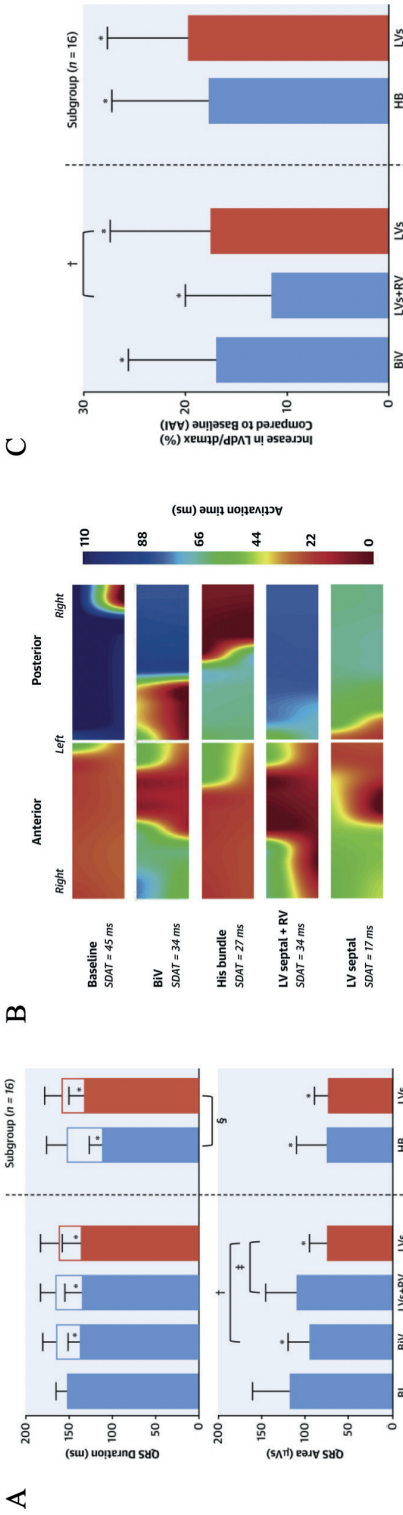 A
Subgroup (n = 16)
QRS Duration (ms)
200
150
100
50
0
*
*
*
*
*
§
QRS Area (µVs)
200
150
100
50
0
†
‡
*
*
*
*
BL
BiV
LVs+RV
LVs
HB
LVs
B
Anterior
Posterior
Right
Left
Right
Baseline
SDAT = 45 ms
BiV
SDAT = 34 ms
His bundle
SDAT = 27 ms
LV septal + RV
SDAT = 34 ms
LV septal
SDAT = 17 ms
110
88
66
44
22
0
Activation time (ms)
C
Subgroup (n = 16)
Increase in LVdP/dtmax (%)
Compared to Baseline (AAI)
30
20
10
0
†
*
*
*
*
*
BiV
LVs+RV
LVs
HB
LVs